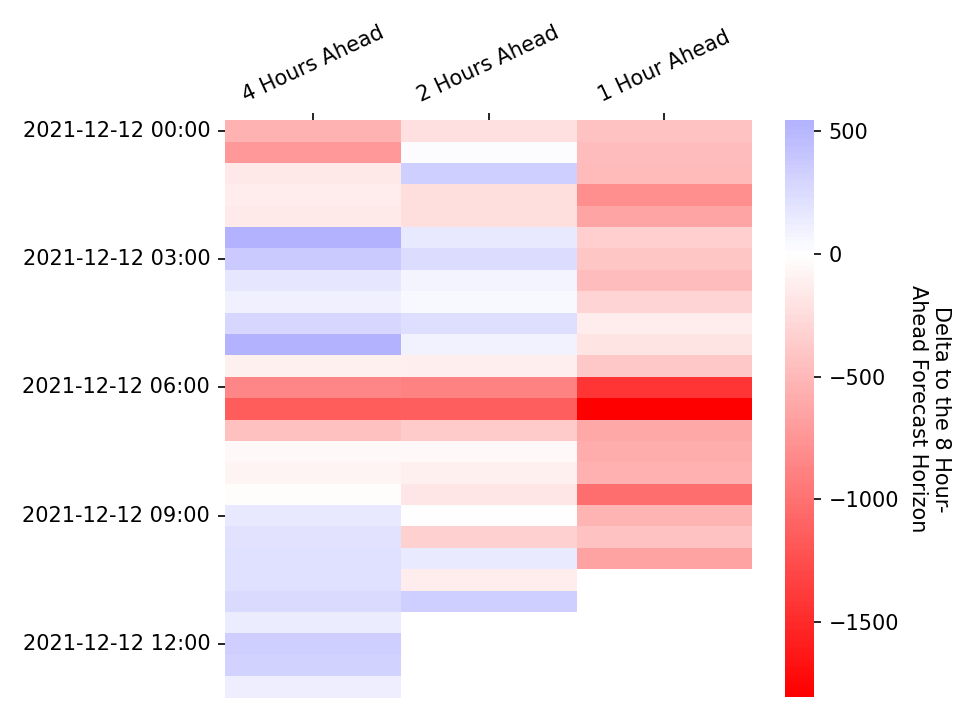 4 Hours Ahead
2 Hours Ahead
1 Hour Ahead
2021-12-12 00:00
2021-12-12 03:00
2021-12-12 06:00
2021-12-12 09:00
2021-12-12 12:00
500
0
−500
−1000
−1500
Delta to the 8 Hour-
Ahead Forecast Horizon